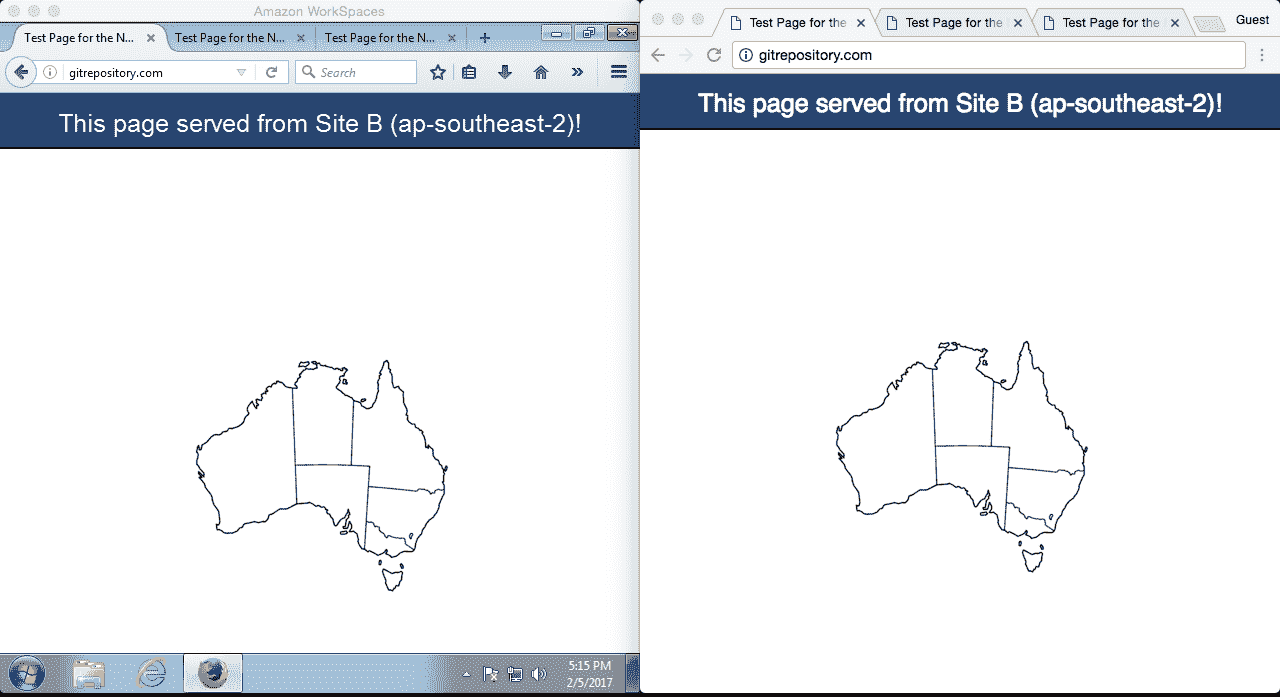 Amazon WorkSpaces
Test Page for the N...
Test Page for the N...
Test Page for the N...
gitrepository.com
Search
This page served from Site B (ap-southeast-2)!
5:15 PM
2/5/2017
Test Page for the
Test Page for the
Test Page for the
Guest
gitrepository.com
This page served from Site B (ap-southeast-2)!